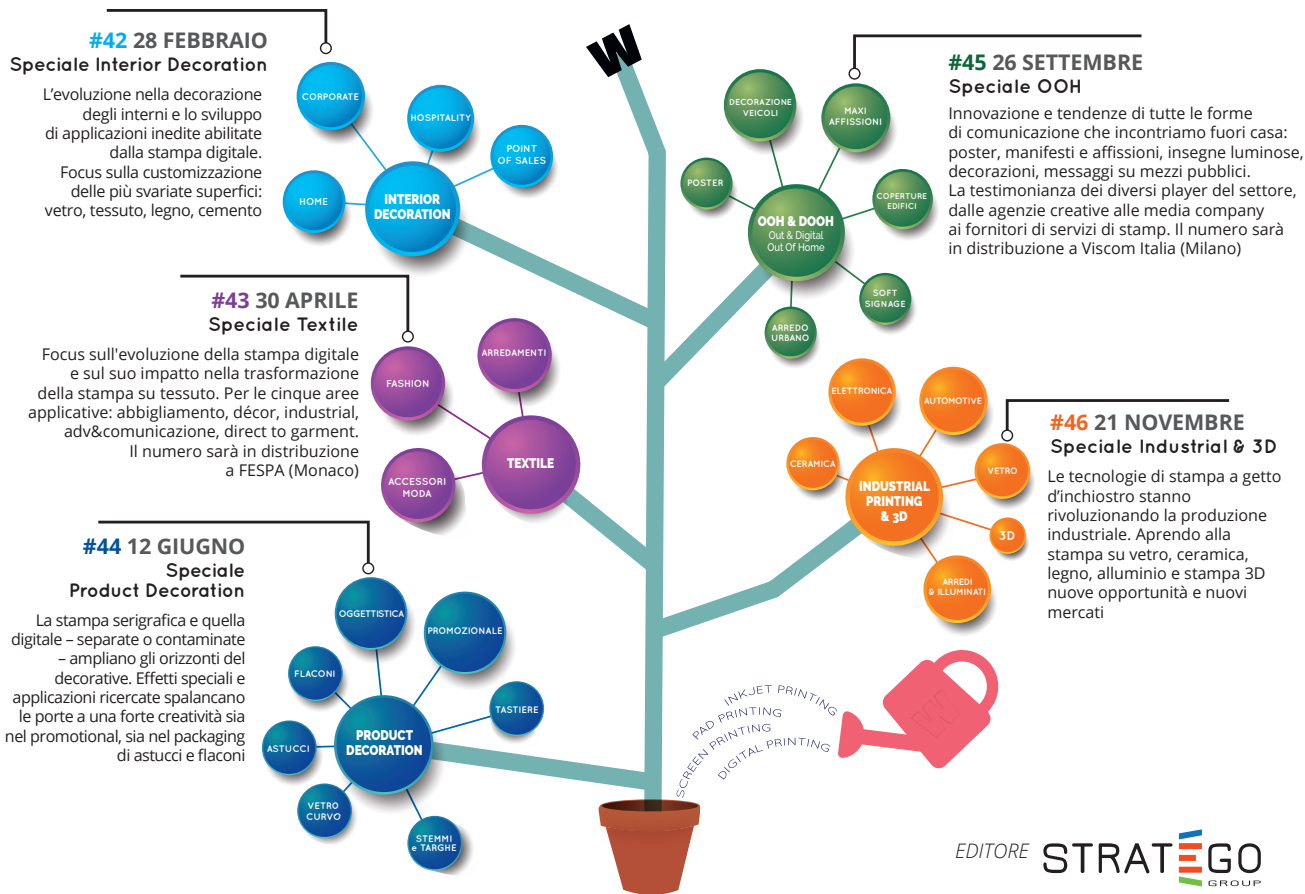 #42 28 FEBBRAIO
Speciale Interior Decoration
L'evoluzione nella decorazione
degli interni e lo sviluppo
di applicazioni inedite abilitate
dalla stampa digitale.
Focus sulla customizzazione
delle più svariate superfici:
vetro, tessuto, legno, cemento
CORPORATE
HOSPITALITY
POINT
OF SALES
HOME
INTERIOR
DECORATION
W
#43 30 APRILE
Speciale Textile
Focus sull'evoluzione della stampa digitale
e sul suo impatto nella trasformazione
della stampa su tessuto. Per le cinque aree
applicative: abbigliamento, décor, industrial,
adv&comunicazione, direct to garment.
Il numero sarà in distribuzione
a FESPA (Monaco)
ARREDAMENTI
FASHION
ACCESSORI
MODA
TEXTILE
#44 12 GIUGNO
Speciale
Product Decoration
La stampa serigrafica e quella
digitale – separate o contaminate
– ampliano gli orizzonti del
decorative. Effetti speciali e
applicazioni ricercate spalancano
le porte a una forte creatività sia
nel promotional, sia nel packaging
di astucci e flaconi
OGGETTISTICA
PROMOZIONALE
FLACONI
TASTIERE
ASTUCCI
PRODUCT
DECORATION
VETRO
CURVO
STEMMI
e TARGHE
#45 26 SETTEMBRE
Speciale OOH
Innovazione e tendenze di tutte le forme
di comunicazione che incontriamo fuori casa:
poster, manifesti e affissioni, insegne luminose,
decorazioni, messaggi su mezzi pubblici.
La testimonianza dei diversi player del settore,
dalle agenzie creative alle media company
ai fornitori di servizi di stamp. Il numero sarà
in distribuzione a Viscom Italia (Milano)
DECORAZIONE
VEICOLI
MAXI
AFFISSIONI
POSTER
COPERTURE
EDIFICI
OOH & DOOH
Out & Digital
Out Of Home
SOFT
SIGNAGE
ARREDO
URBANO
#46 21 NOVEMBRE
Speciale Industrial & 3D
Le tecnologie di stampa a getto
d'inchiostro stanno
rivoluzionando la produzione
industriale. Aprendo alla
stampa su vetro, ceramica,
legno, alluminio e stampa 3D
nuove opportunità e nuovi
mercati
ELETTRONICA
AUTOMOTIVE
CERAMICA
VETRO
INDUSTRIAL
PRINTING
& 3D
3D
ARREDI
& ILLUMINATI
INKJET PRINTING
PAD PRINTING
SCREEN PRINTING
DIGITAL PRINTING
W
EDITORE STRATEGO
GROUP